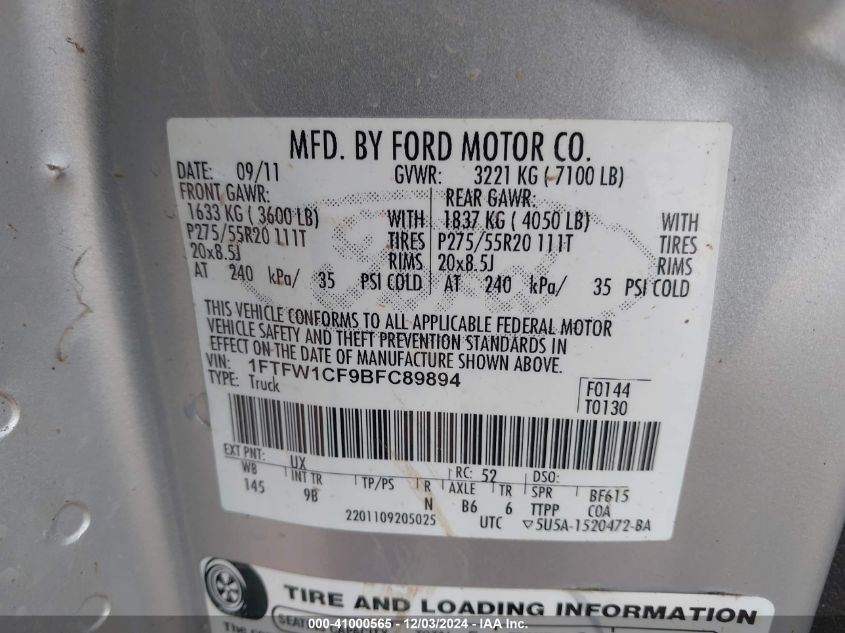 MFD. BY FORD MOTOR CO.
DATE: 09/11 GVWR: 3221 KG ( 7100 LB)
FRONT GAWR: REAR GAWR:
1633 KG ( 3600 LB) WITH 1837 KG ( 4050 LB) WITH
P275/55R20 111T TIRES P275/55R20 111T TIRES
20x8.5J RIMS 20x8.5J RIMS
AT 240 kPa/ 35 PSI COLD AT 240 kPa/ 35 PSI COLD
THIS VEHICLE CONFORMS TO ALL APPLICABLE FEDERAL MOTOR
VEHICLE SAFETY AND THEFT PREVENTION STANDARDS IN
EFFECT ON THE DATE OF MANUFACTURE SHOWN ABOVE.
VIN: 1FTFW1CF9BFC89894
TYPE: Truck
F0144
T0130
EXT PNT: UX RC: 52 DSO:
WB INT TR TP/PS R AXLE TR SPR BF615
145 9B N B6 6 TTPP COA
2201109205025 UTC ▽5U5A-1520472-BA
TIRE AND LOADING INFORMATION
000-41000565 - 12/03/2024 - IAA Inc.